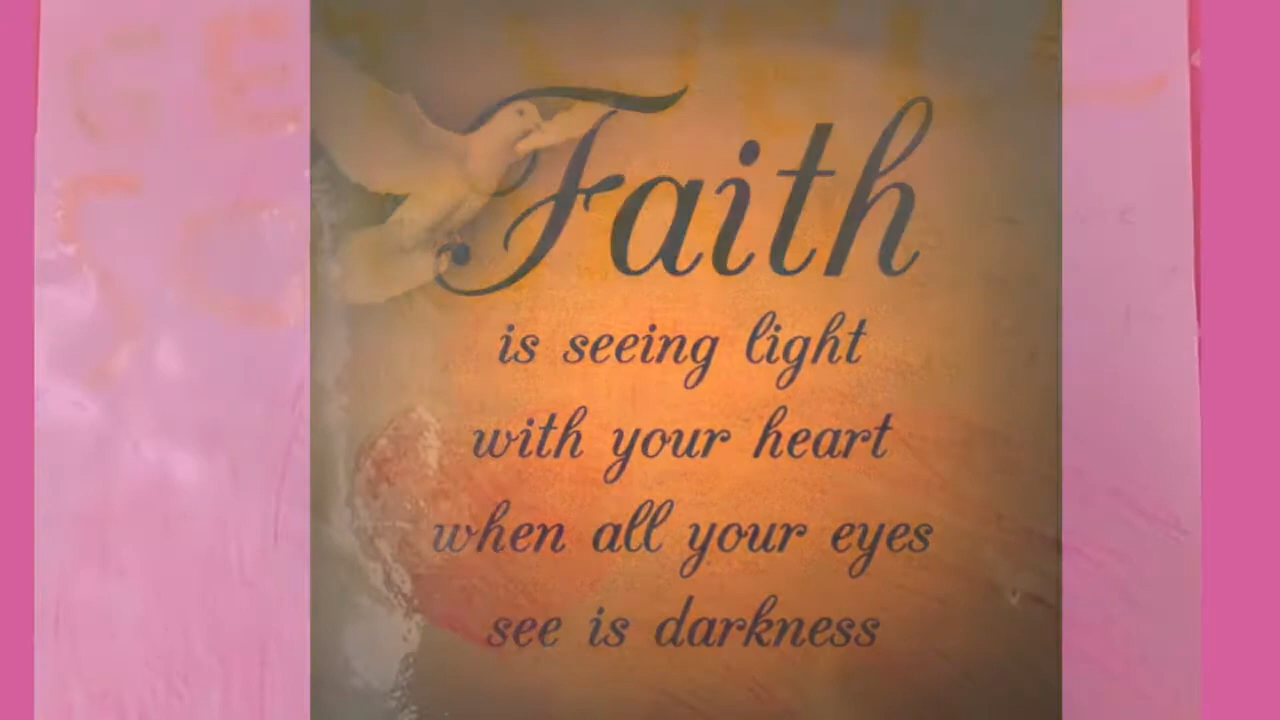 Faith
is seeing light
with your heart
when all your eyes
see is darkness